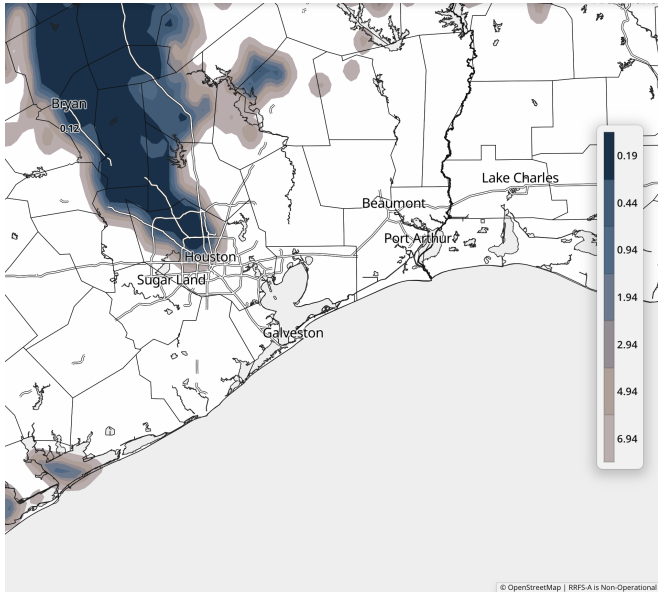 Bryan
0.12
Lake Charles
Beaumont
Port Arthur
Houston
Sugar Land
Galveston
0.19
0.44
0.94
1.94
2.94
4.94
6.94
© OpenStreetMap | RRFS-A is Non-Operational